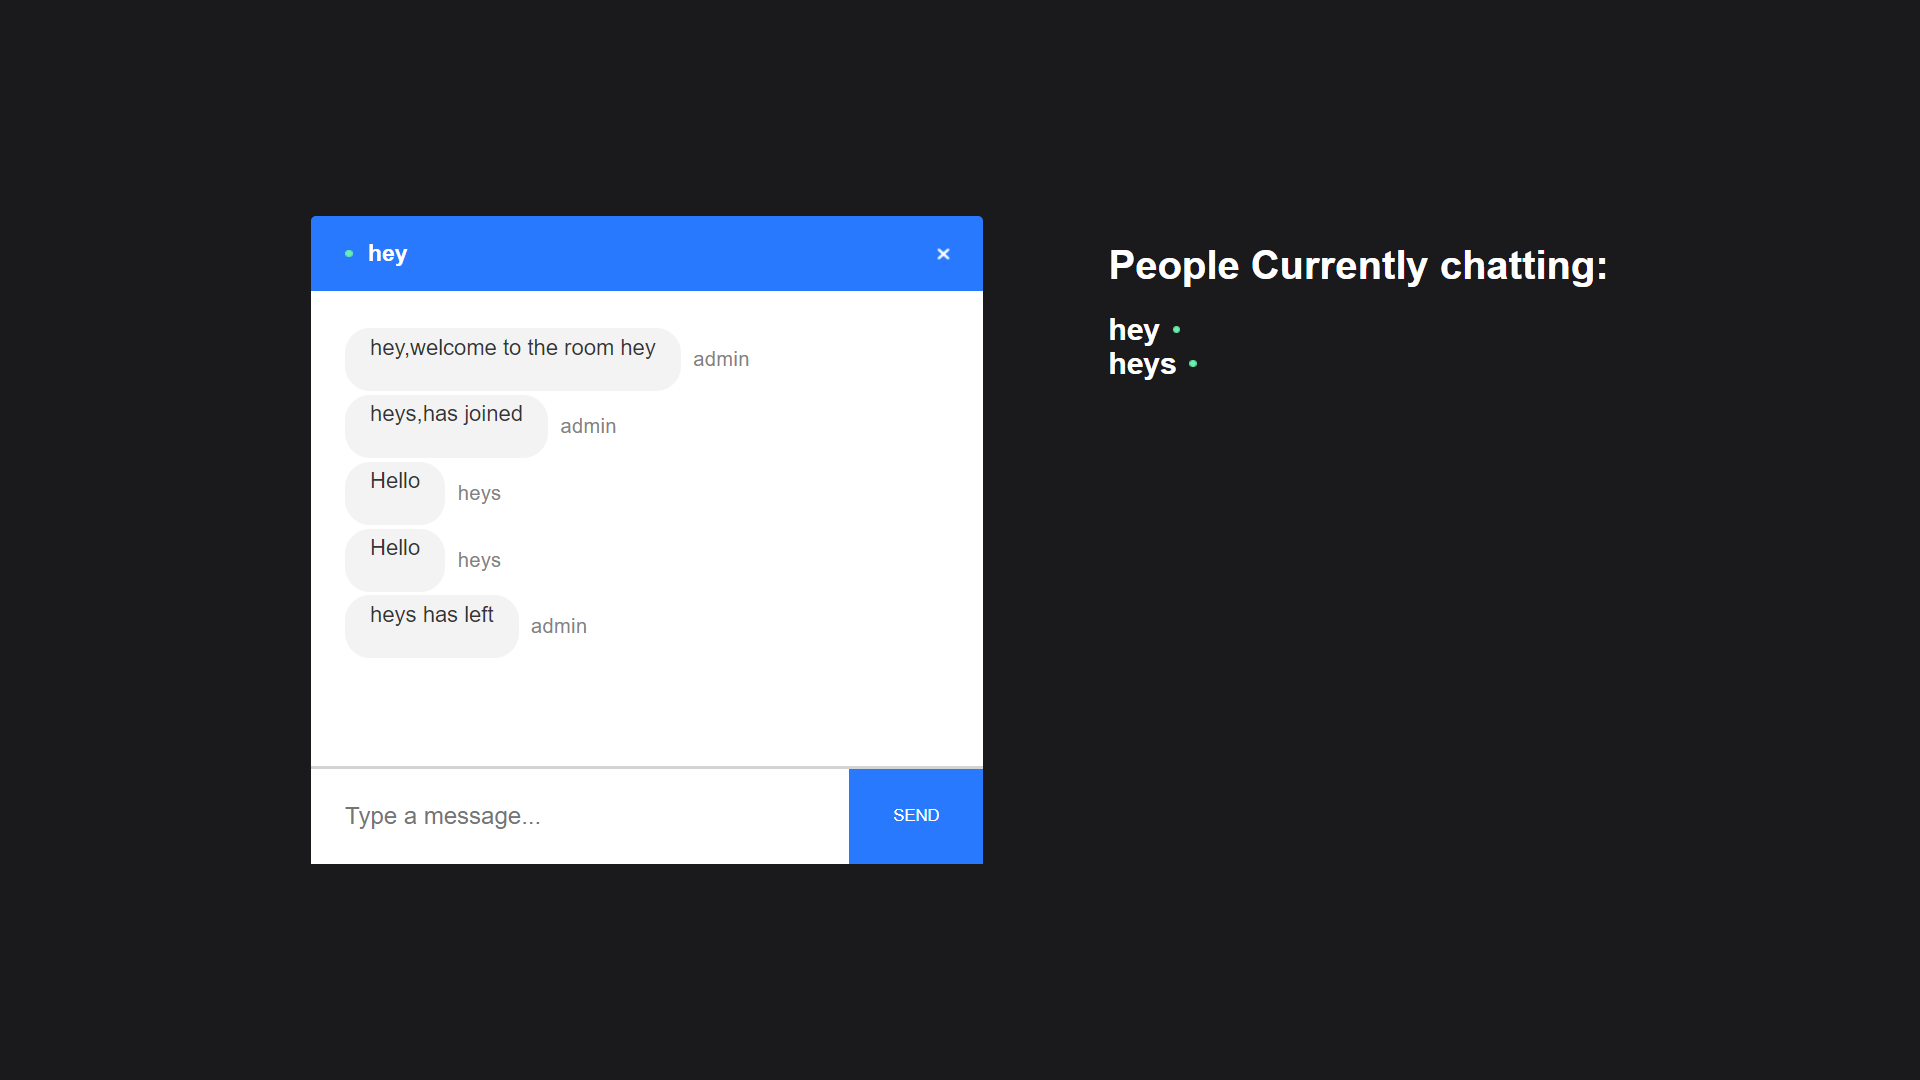 hey
hey,welcome to the room hey
admin
heys,has joined
admin
Hello
heys
Hello
heys
heys has left
admin
Type a message...
SEND
People Currently chatting:
hey
heys